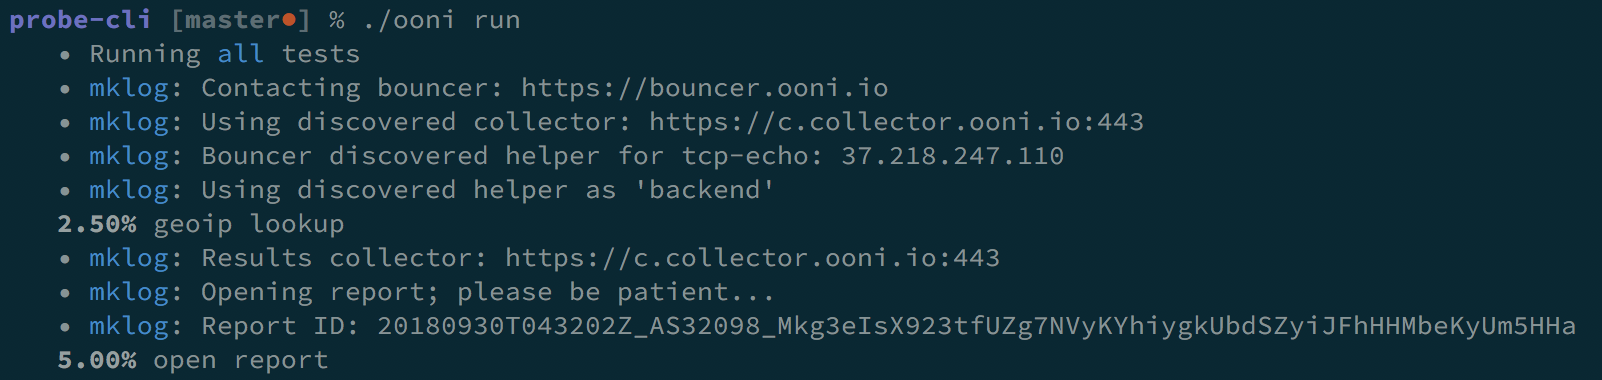 probe-cli [master●] % ./ooni run
• Running all tests
• mklog: Contacting bouncer: https://bouncer.ooni.io
• mklog: Using discovered collector: https://c.collector.ooni.io:443
• mklog: Bouncer discovered helper for tcp-echo: 37.218.247.110
• mklog: Using discovered helper as 'backend'
2.50% geoip lookup
• mklog: Results collector: https://c.collector.ooni.io:443
• mklog: Opening report; please be patient...
• mklog: Report ID: 20180930T043202Z_AS32098_Mkg3eIsX923tfUZg7NVyKYhiygkUbdSZyiJFhHHMbeKyUm5HHa
5.00% open report